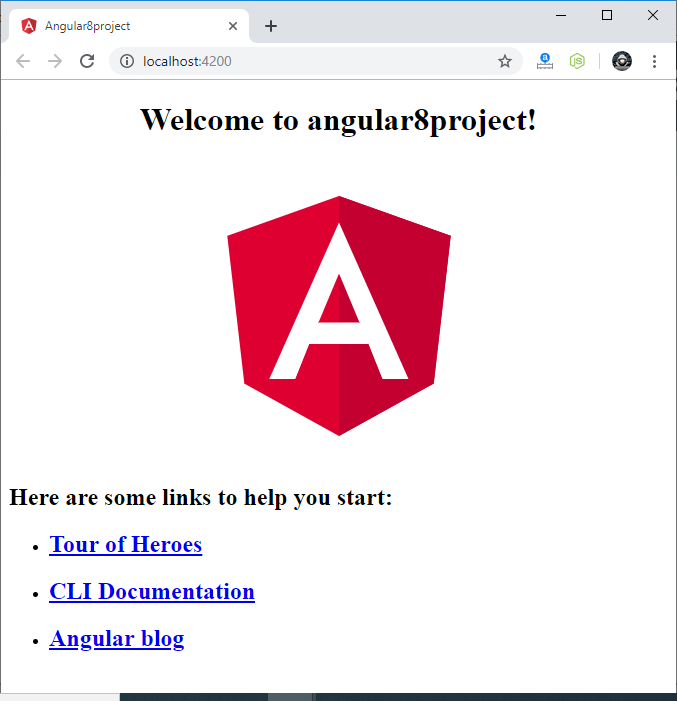 Angular8project
localhost:4200
Welcome to angular8project!
A
Here are some links to help you start:
Tour of Heroes
CLI Documentation
Angular blog